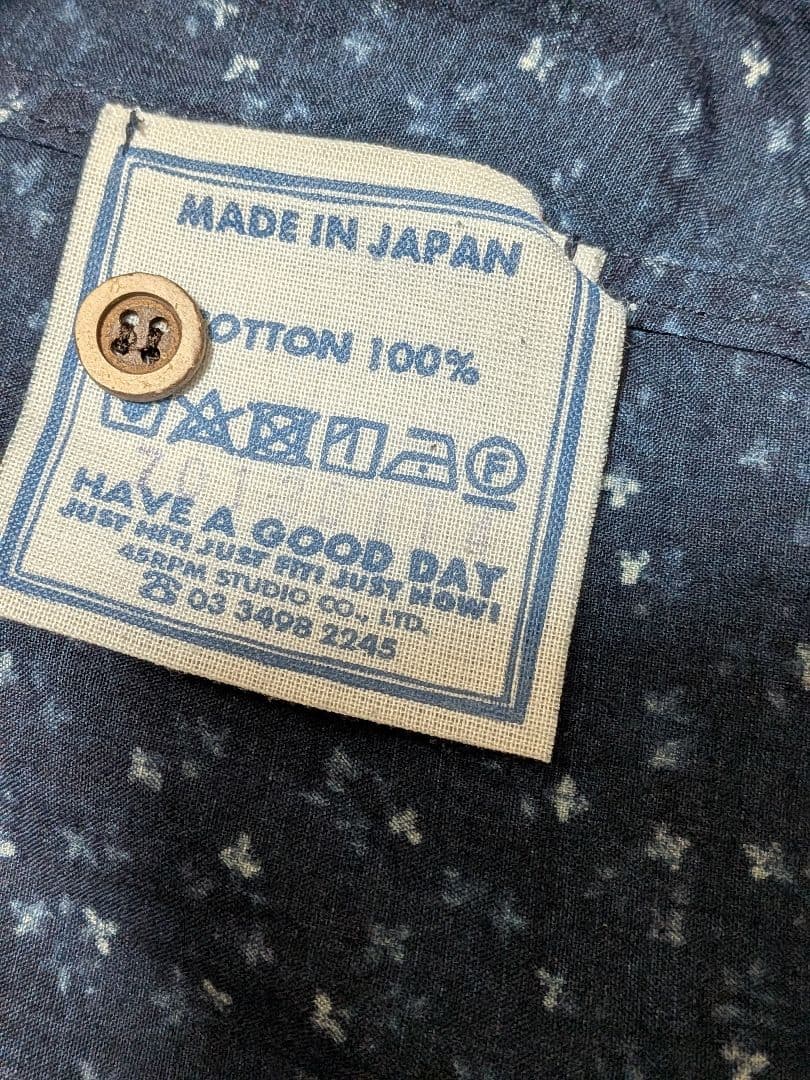 MADE IN JAPAN
COTTON 100%
F
HAVE A GOOD DAY
JUST HIT! JUST FIT! JUST NOW!
45RPM STUDIO CO., LTD.
☎ 03 3498 2245